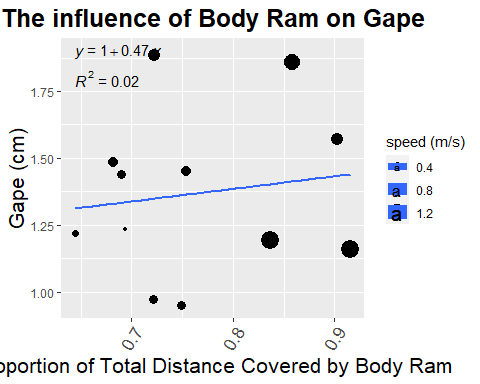 The influence of Body Ram on Gape
y = 1 + 0.47 x
R² = 0.02
Gape (cm)
1.75
1.50
1.25
1.00
0.7
0.8
0.9
oportion of Total Distance Covered by Body Ram
speed (m/s)
a 0.4
a 0.8
a 1.2